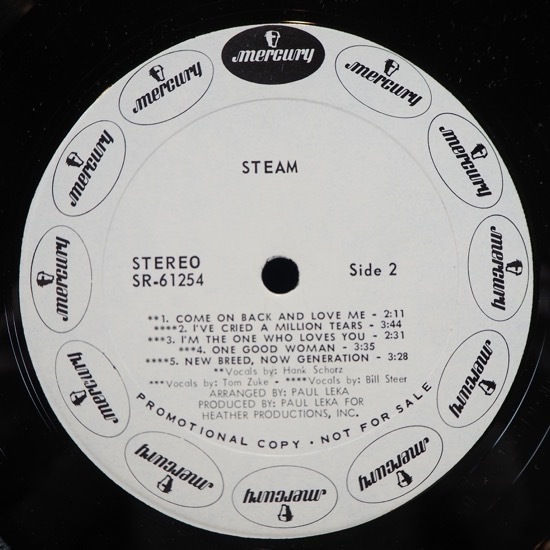 mercury
mercury
mercury
mercury
mercury
mercury
mercury
mercury
mercury
mercury
mercury
mercury
STEAM
STEREO
SR-61254
Side 2
**1. COME ON BACK AND LOVE ME - 2:11
****2. I'VE CRIED A MILLION TEARS - 3:44
***3. I'M THE ONE WHO LOVES YOU - 2:31
**4. ONE GOOD WOMAN - 3:35
****5. NEW BREED, NOW GENERATION - 3:28
**Vocals by: Hank Schorz
***Vocals by: Tom Zuke - ****Vocals by: Bill Steer
ARRANGED BY: PAUL LEKA
PRODUCED BY: PAUL LEKA FOR
HEATHER PRODUCTIONS, INC.
PROMOTIONAL COPY · NOT FOR SALE